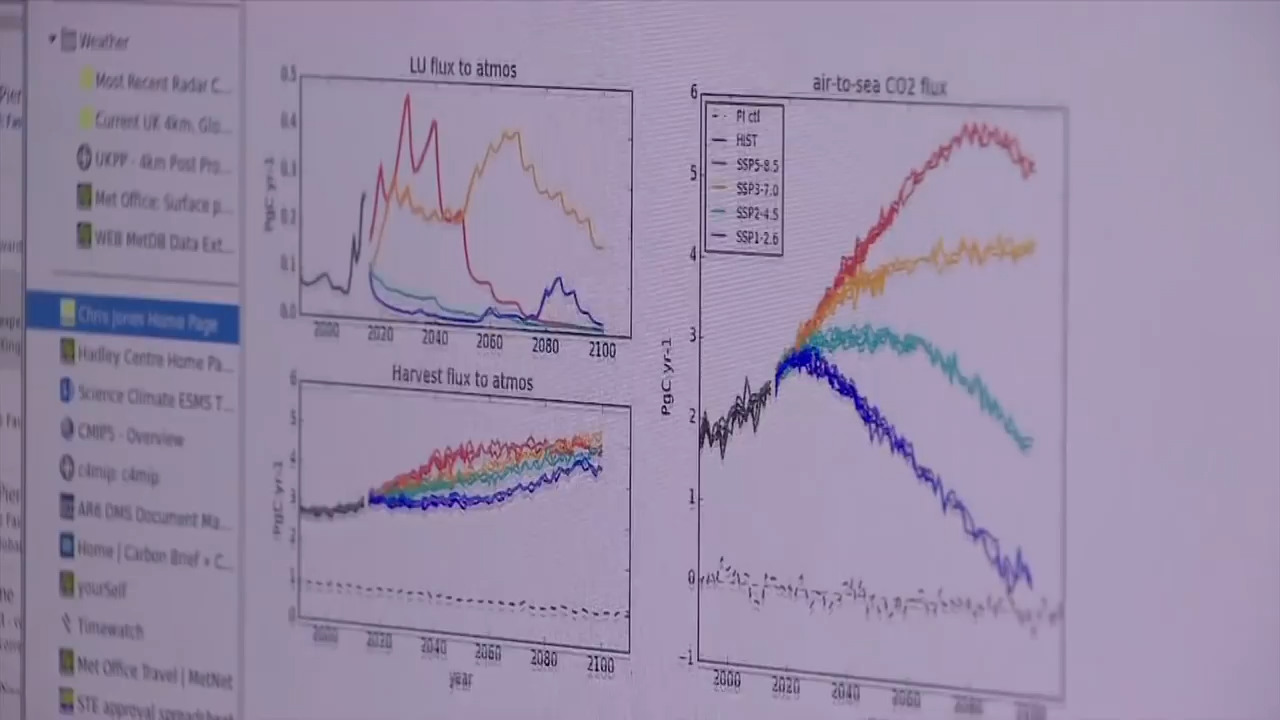 Weather
Most Recent Radar C...
Current UK 4km, Glo...
UKPP - 4km Post Pro...
Met Office: Surface p...
WEB MetDB Data Ext...
Chris Jones Home Page
Hadley Centre Home Pa...
Science Climate ESMS T...
CMIP5 - Overview
c4mip: c4mip
AR6 DMS Document Ma...
Home | Carbon Brief » C...
yourSelf
Timewatch
Met Office Travel | MetNet
STE approval spreadsheet
LU flux to atmos
PgC yr-1
0.5
0.4
0.3
0.2
0.1
0.0
2000 2020 2040 2060 2080 2100
Harvest flux to atmos
PgC yr-1
6
5
4
3
2
1
0
2000 2020 2040 2060 2080 2100
year
air-to-sea CO2 flux
PI ctl
HIST
SSP5-8.5
SSP3-7.0
SSP2-4.5
SSP1-2.6
PgC yr-1
6
5
4
3
2
1
0
−1
2000 2020 2040 2060 2080 2100